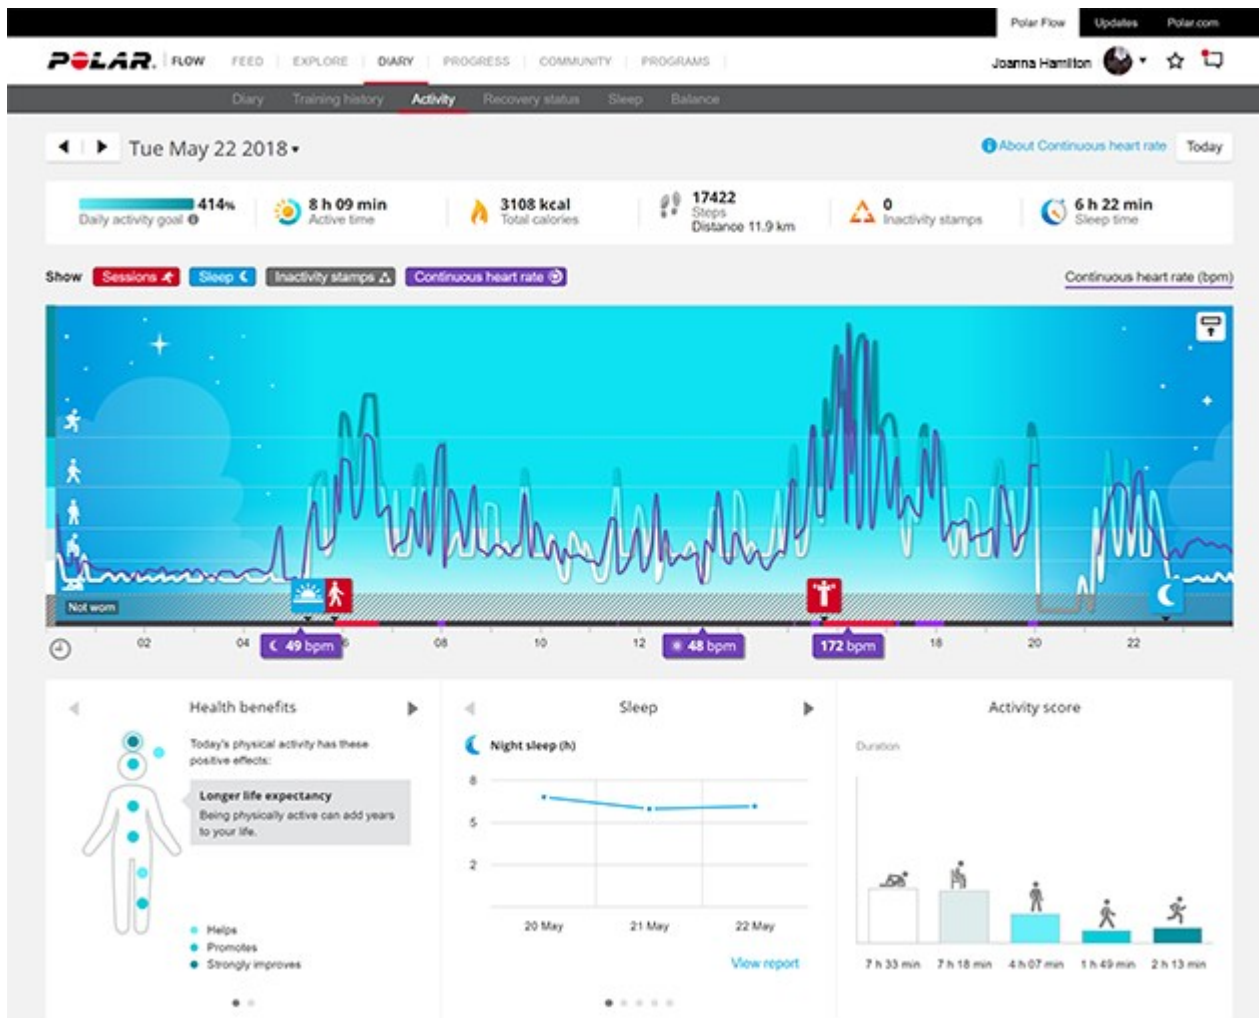 Polar Flow Updates Polar.com
POLAR. FLOW FEED EXPLORE DIARY PROGRESS COMMUNITY PROGRAMS Joanna Hamilton
Diary Training history Activity Recovery status Sleep Balance
Tue May 22 2018 About Continuous heart rate Today
414%
Daily activity goal
8 h 09 min
Active time
3108 kcal
Total calories
17422
Steps
Distance 11.9 km
0
Inactivity stamps
6 h 22 min
Sleep time
Show Sessions Sleep Inactivity stamps Continuous heart rate Continuous heart rate (bpm)
Not worn
02 04 6 08 10 12 18 20 22
49 bpm 48 bpm 172 bpm
Health benefits
Today's physical activity has these
positive effects:
Longer life expectancy
Being physically active can add years
to your life.
Helps
Promotes
Strongly improves
Sleep
Night sleep (h)
8
5
2
20 May 21 May 22 May
View report
Activity score
Duration
7 h 33 min 7 h 18 min 4 h 07 min 1 h 49 min 2 h 13 min